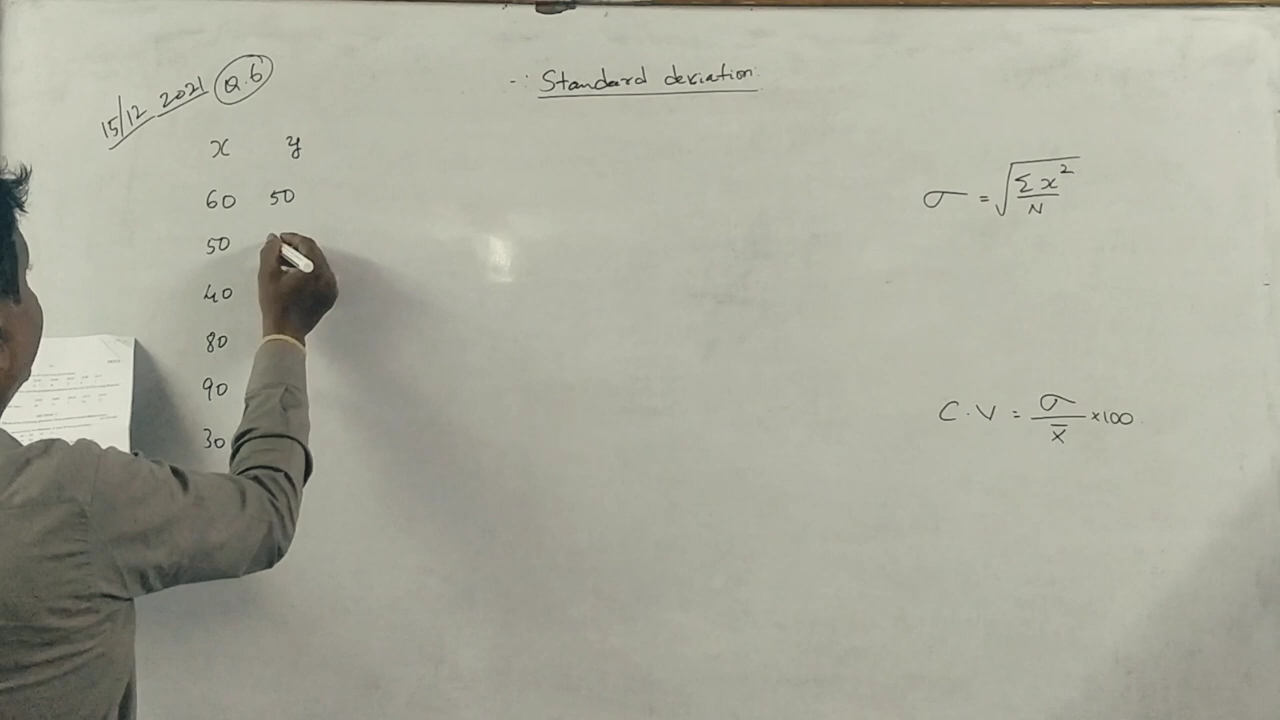 -: Standard deviation
15/12 2021 Q.6
x y
60 50
50
40
80
90
30
σ = √Σx²/N
C.V = σ/x̄ ×100